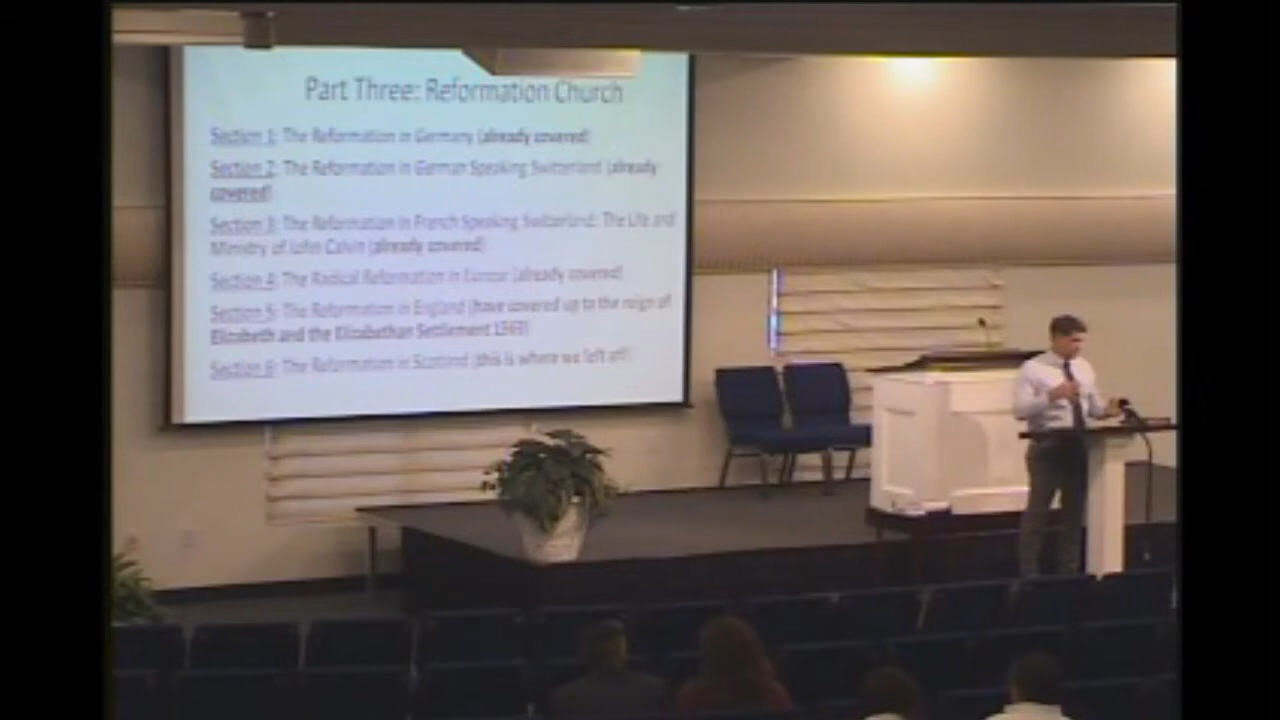 Part Three: Reformation Church
Section 1: The Reformation in Germany (already covered)
Section 2: The Reformation in German Speaking Switzerland (already
covered)
Section 3: The Reformation in French Speaking Switzerland: The Life and
Ministry of John Calvin (already covered)
Section 4: The Radical Reformation in Europe (already covered)
Section 5: The Reformation in England (have covered up to the reign of
Elizabeth and the Elizabethan Settlement
Section 6: The Reformation in Scotland (this is where we left off)